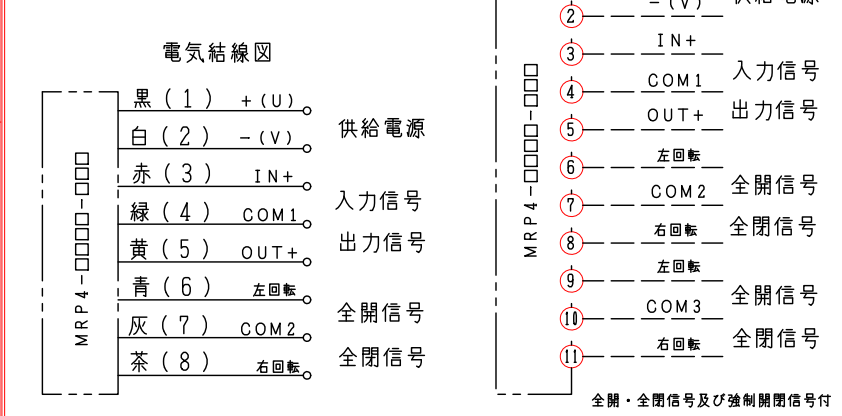 電気結線図
黒(1) +(U)
白(2) -(V)
供給電源
赤(3) IN+
緑(4) COM1
入力信号
黄(5) OUT+
出力信号
青(6) 左回転
灰(7) COM2
全開信号
茶(8) 右回転
全閉信号
MRP4-□□□□-□□□
② -(V)
供給電源
③ IN+
④ COM1
入力信号
⑤ OUT+
出力信号
⑥ 左回転
⑦ COM2
全開信号
⑧ 右回転
全閉信号
⑨ 左回転
⑩ COM3
全開信号
⑪ 右回転
全閉信号
MRP4-□□□□-□□□
全開・全閉信号及び強制開閉信号付